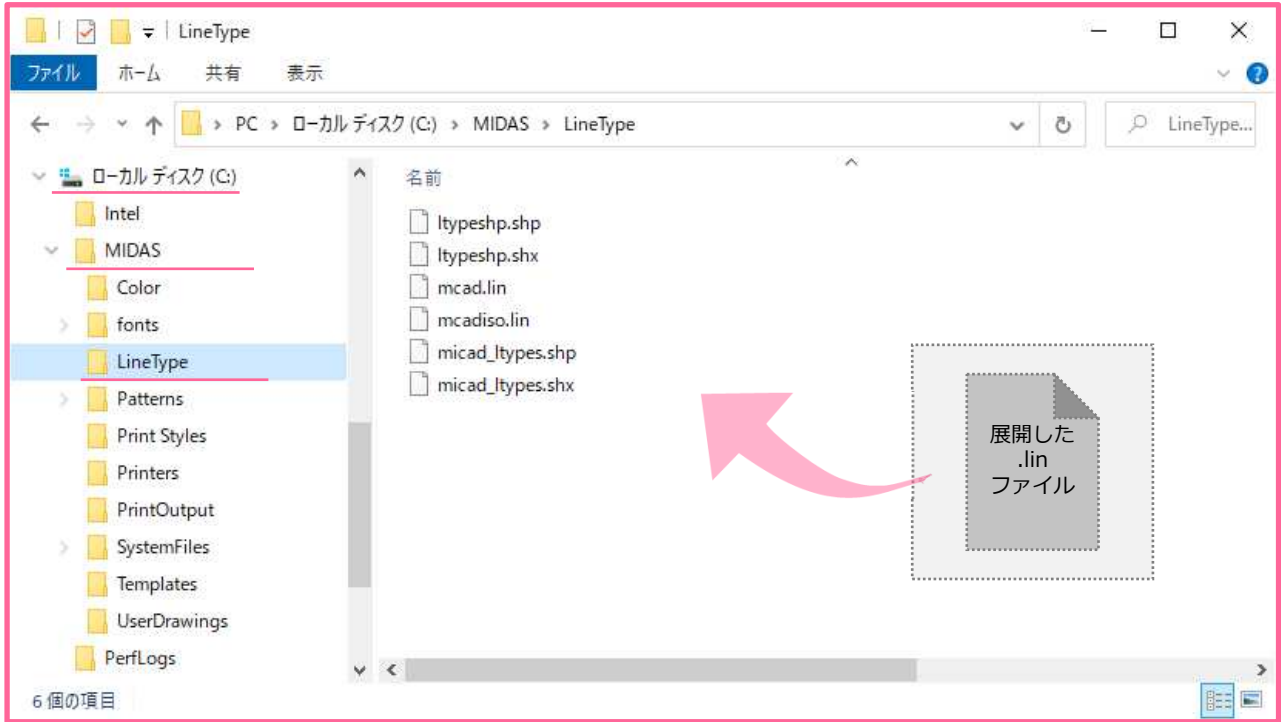 LineType
ファイル ホーム 共有 表示
PC > ローカル ディスク (C:) > MIDAS > LineType
LineType...
ローカル ディスク (C:)
Intel
MIDAS
Color
fonts
LineType
Patterns
Print Styles
Printers
PrintOutput
SystemFiles
Templates
UserDrawings
PerfLogs
名前
ltypeshp.shp
ltypeshp.shx
mcad.lin
mcadiso.lin
micad_ltypes.shp
micad_ltypes.shx
展開した
.lin
ファイル
6 個の項目